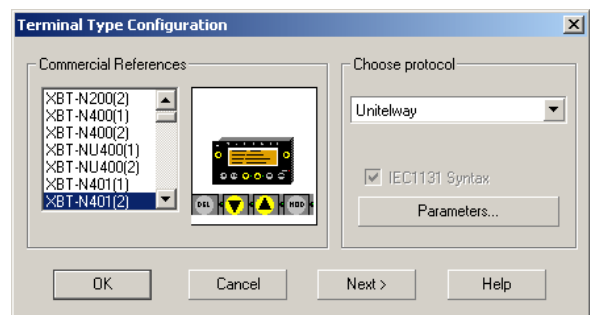 Terminal Type Configuration
Commercial References
XBT-N200(2)
XBT-N400(1)
XBT-N400(2)
XBT-NU400(1)
XBT-NU400(2)
XBT-N401(1)
XBT-N401(2)
DEL
MOD
Choose protocol
Unitelway
IEC1131 Syntax
Parameters...
OK
Cancel
Next >
Help